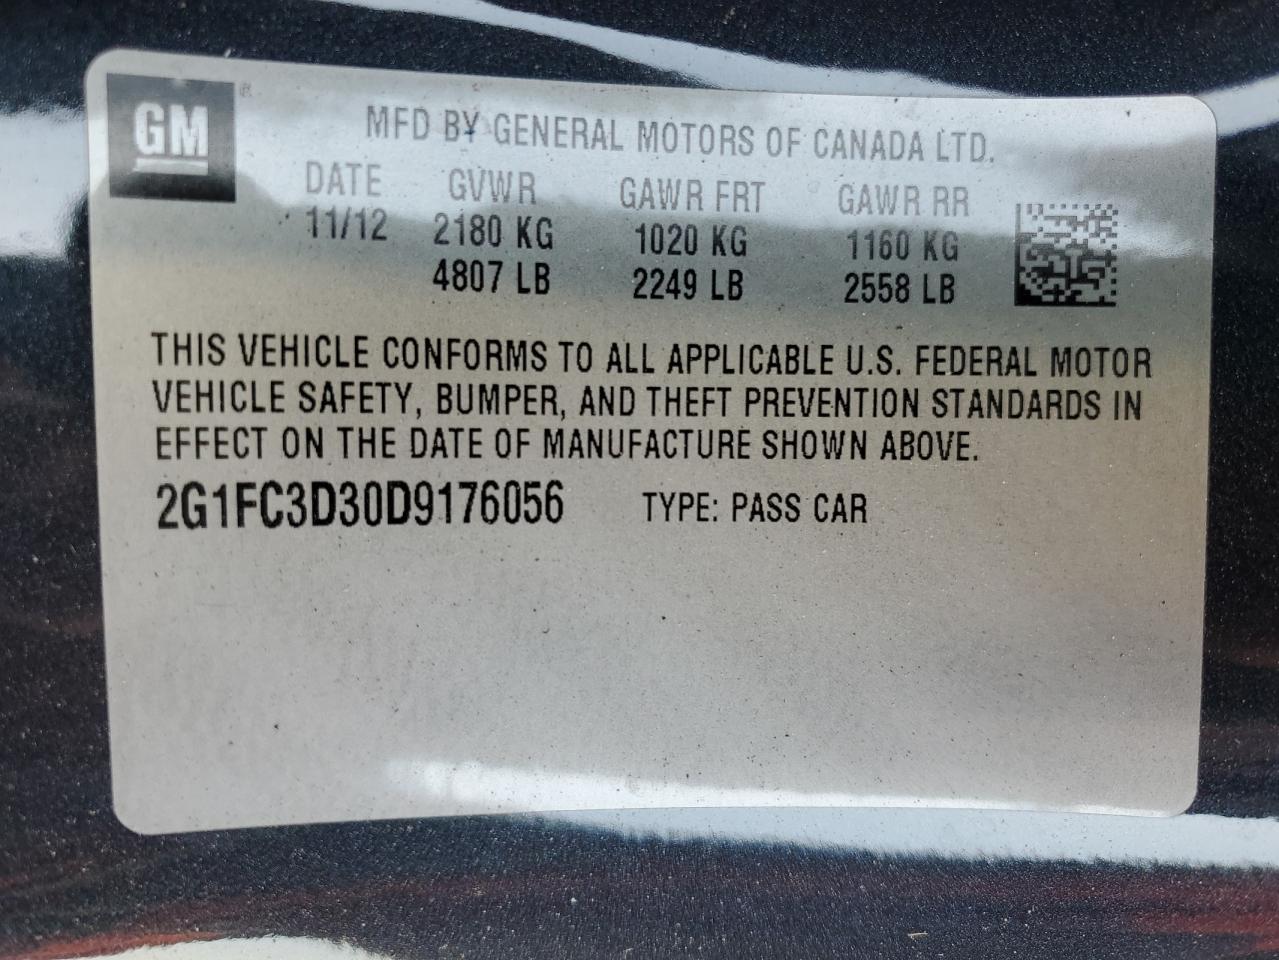 GM ®
MFD BY GENERAL MOTORS OF CANADA LTD.
DATE GVWR GAWR FRT GAWR RR
11/12 2180 KG 1020 KG 1160 KG
4807 LB 2249 LB 2558 LB
THIS VEHICLE CONFORMS TO ALL APPLICABLE U.S. FEDERAL MOTOR
VEHICLE SAFETY, BUMPER, AND THEFT PREVENTION STANDARDS IN
EFFECT ON THE DATE OF MANUFACTURE SHOWN ABOVE.
2G1FC3D30D9176056 TYPE: PASS CAR